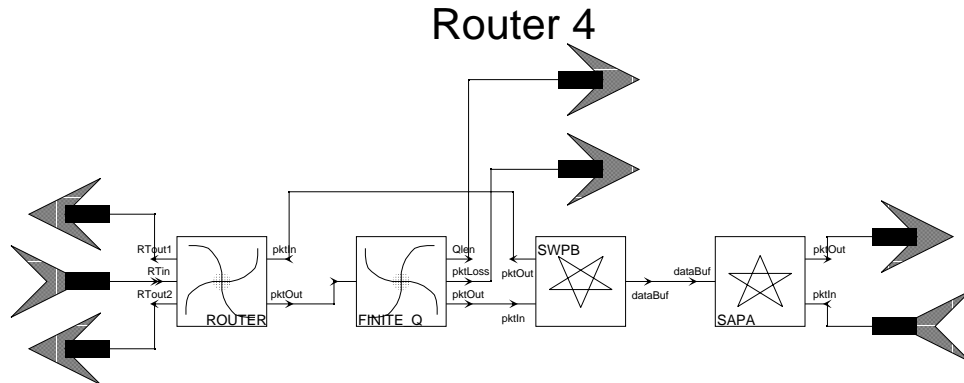 Router 4
RTout1
RTin
RTout2
pktIn
pktOut
ROUTER
Qlen
pktLoss
pktOut
FINITE Q
SWPB
pktOut
pktIn
dataBuf
dataBuf
pktOut
pktIn
SAPA